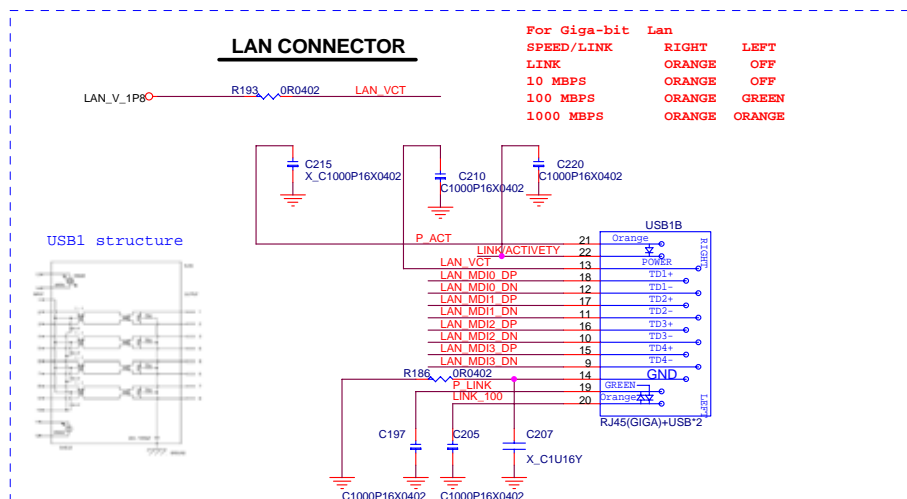 For Giga-bit Lan
LAN CONNECTOR
SPEED/LINK RIGHT LEFT
LINK ORANGE OFF
10 MBPS ORANGE OFF
100 MBPS ORANGE GREEN
1000 MBPS ORANGE ORANGE
R193 0R0402 LAN_VCT
LAN_V_1P8
C215
X_C1000P16X0402
C210
C1000P16X0402
C220
C1000P16X0402
USB1 structure
USB1B
P_ACT 21 Orange
LINK/ACTIVETY 22
RIGHT
LAN_VCT 13 POWER
LAN_MDI0_DP 18 TD1+
LAN_MDI0_DN 12 TD1-
LAN_MDI1_DP 17 TD2+
LAN_MDI1_DN 11 TD2-
LAN_MDI2_DP 16 TD3+
LAN_MDI2_DN 10 TD3-
LAN_MDI3_DP 15 TD4+
LAN_MDI3_DN 9 TD4-
R186 0R0402 14 GND
P_LINK 19 GREEN
LINK_100 20 Orange
LEFT
RJ45(GIGA)+USB*2
C197
C1000P16X0402
C205
C1000P16X0402
C207
X_C1U16Y